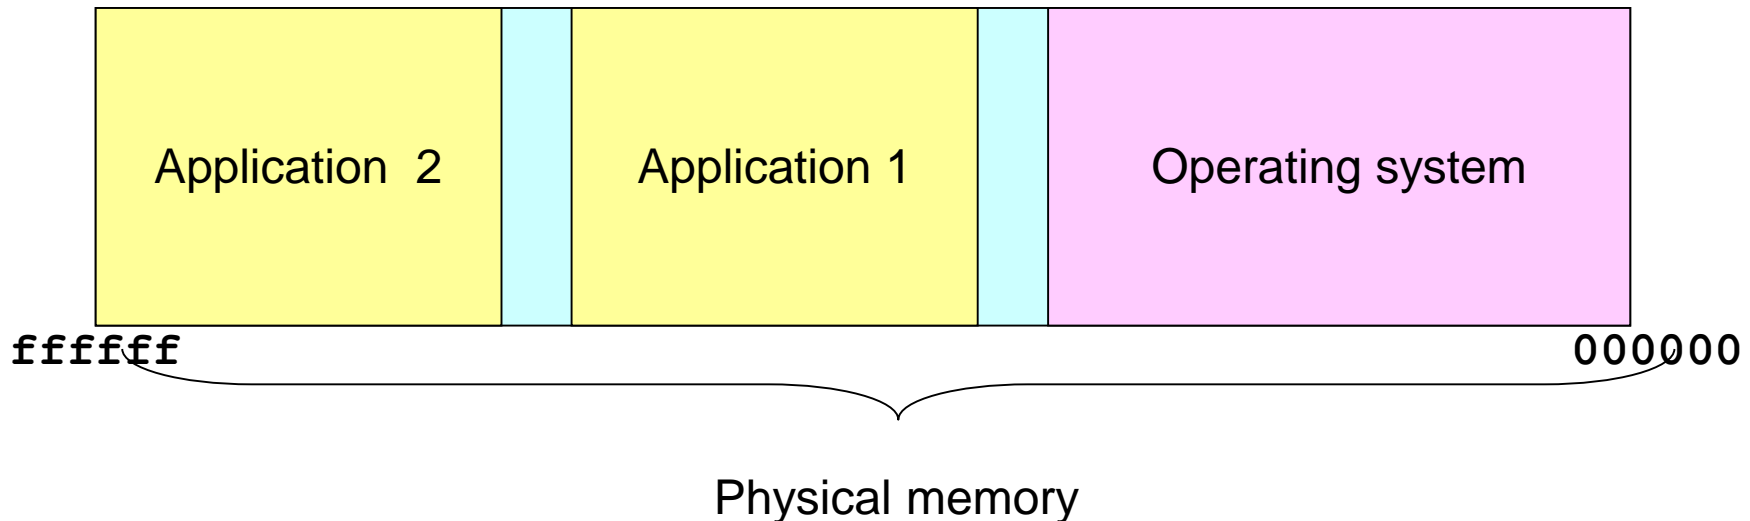 Application 2
Application 1
Operating system
ffffff
000000
Physical memory